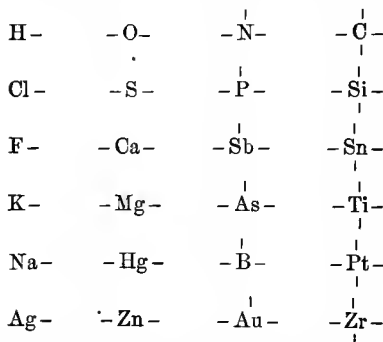 H– –O– –N– –C–
Cl– –S– –P– –Si–
F– –Ca– –Sb– –Sn–
K– –Mg– –As– –Ti–
Na– –Hg– –B– –Pt–
Ag– –Zn– –Au– –Zr–